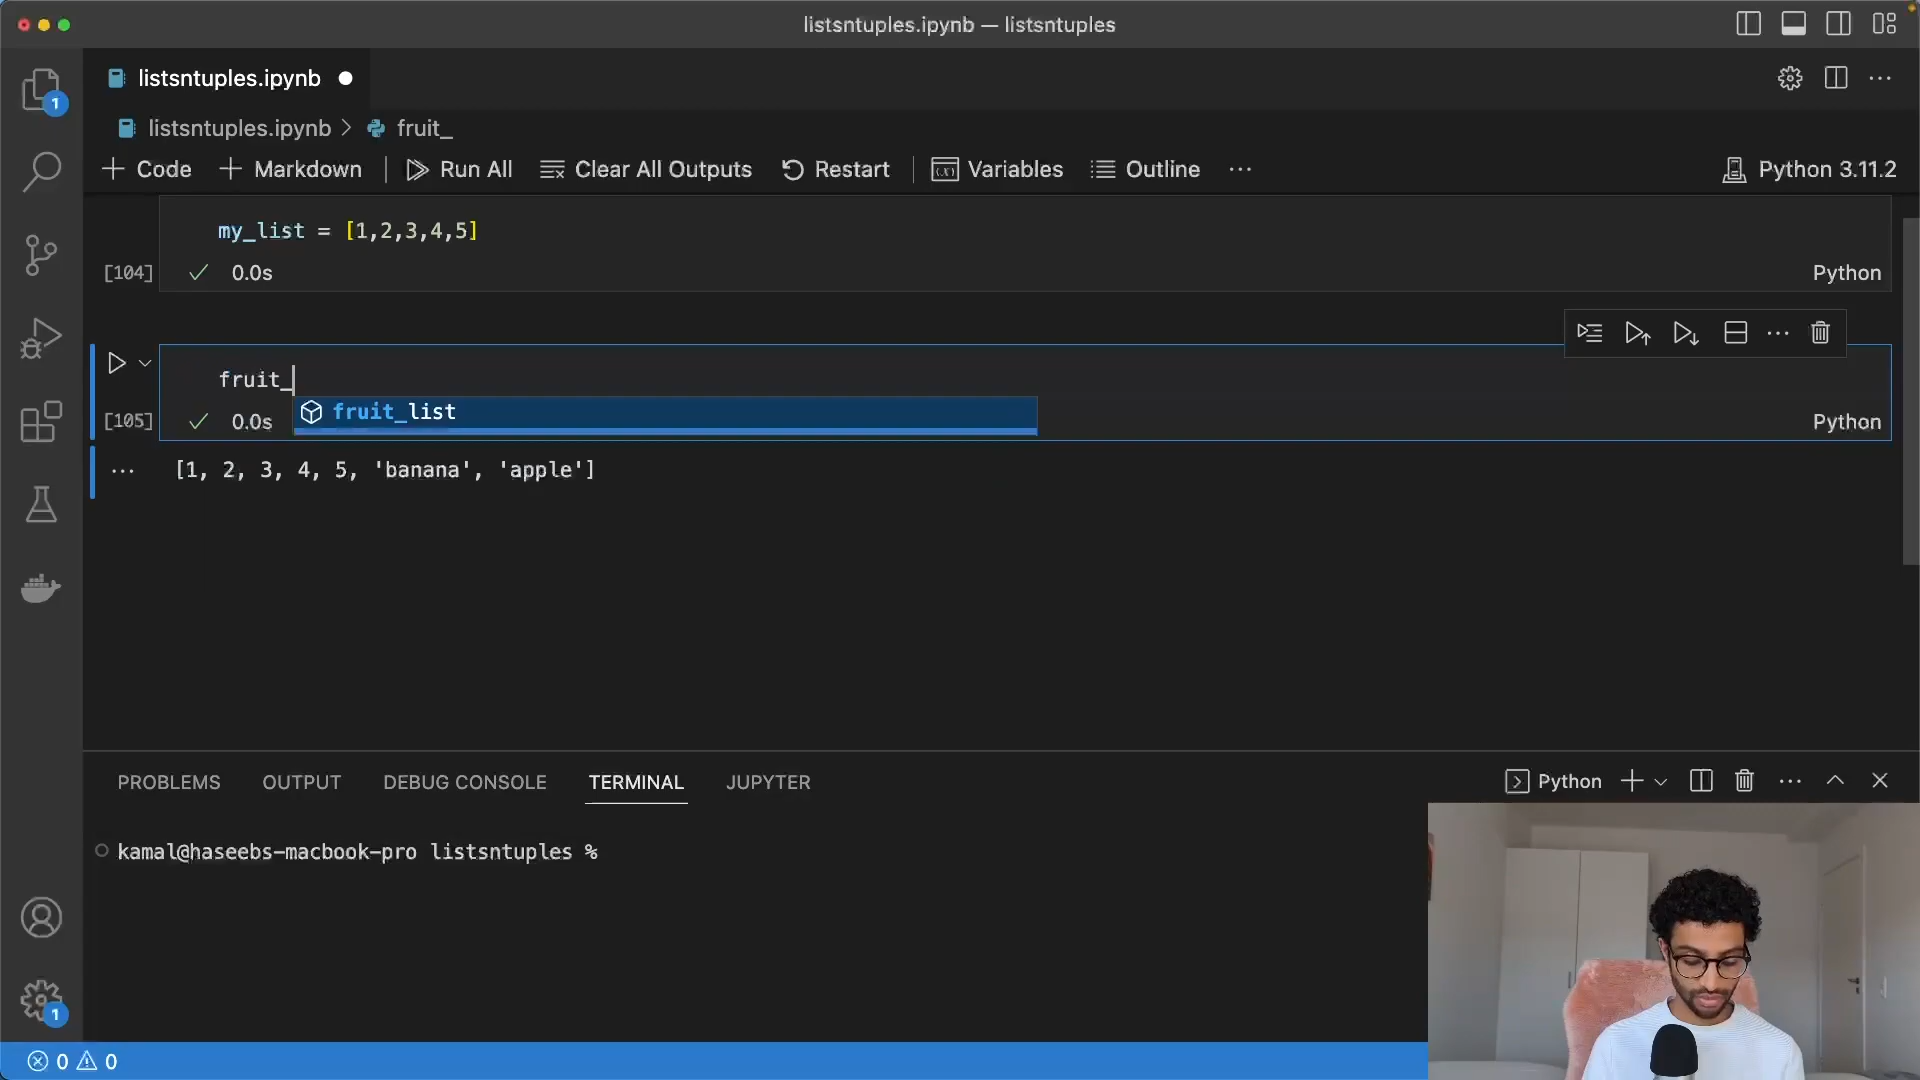 listsntuples.ipynb — listsntuples
listsntuples.ipynb
1
listsntuples.ipynb > fruit_
Code Markdown Run All Clear All Outputs Restart Variables Outline ... Python 3.11.2
my_list = [1,2,3,4,5]
[104] 0.0s Python
fruit_
fruit_list
[105] 0.0s Python
... [1, 2, 3, 4, 5, 'banana', 'apple']
PROBLEMS OUTPUT DEBUG CONSOLE TERMINAL JUPYTER Python
kamal@haseebs-macbook-pro listsntuples %
1
0 0